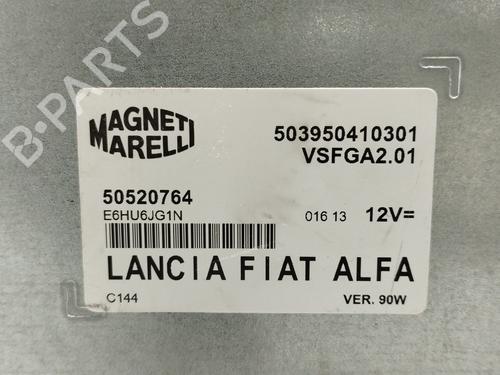 B-PARTS
MAGNETI MARELLI
503950410301
VSFGA2.01
50520764
E6HU6JG1N
016 13 12V=
LANCIA FIAT ALFA
C144
VER. 90W